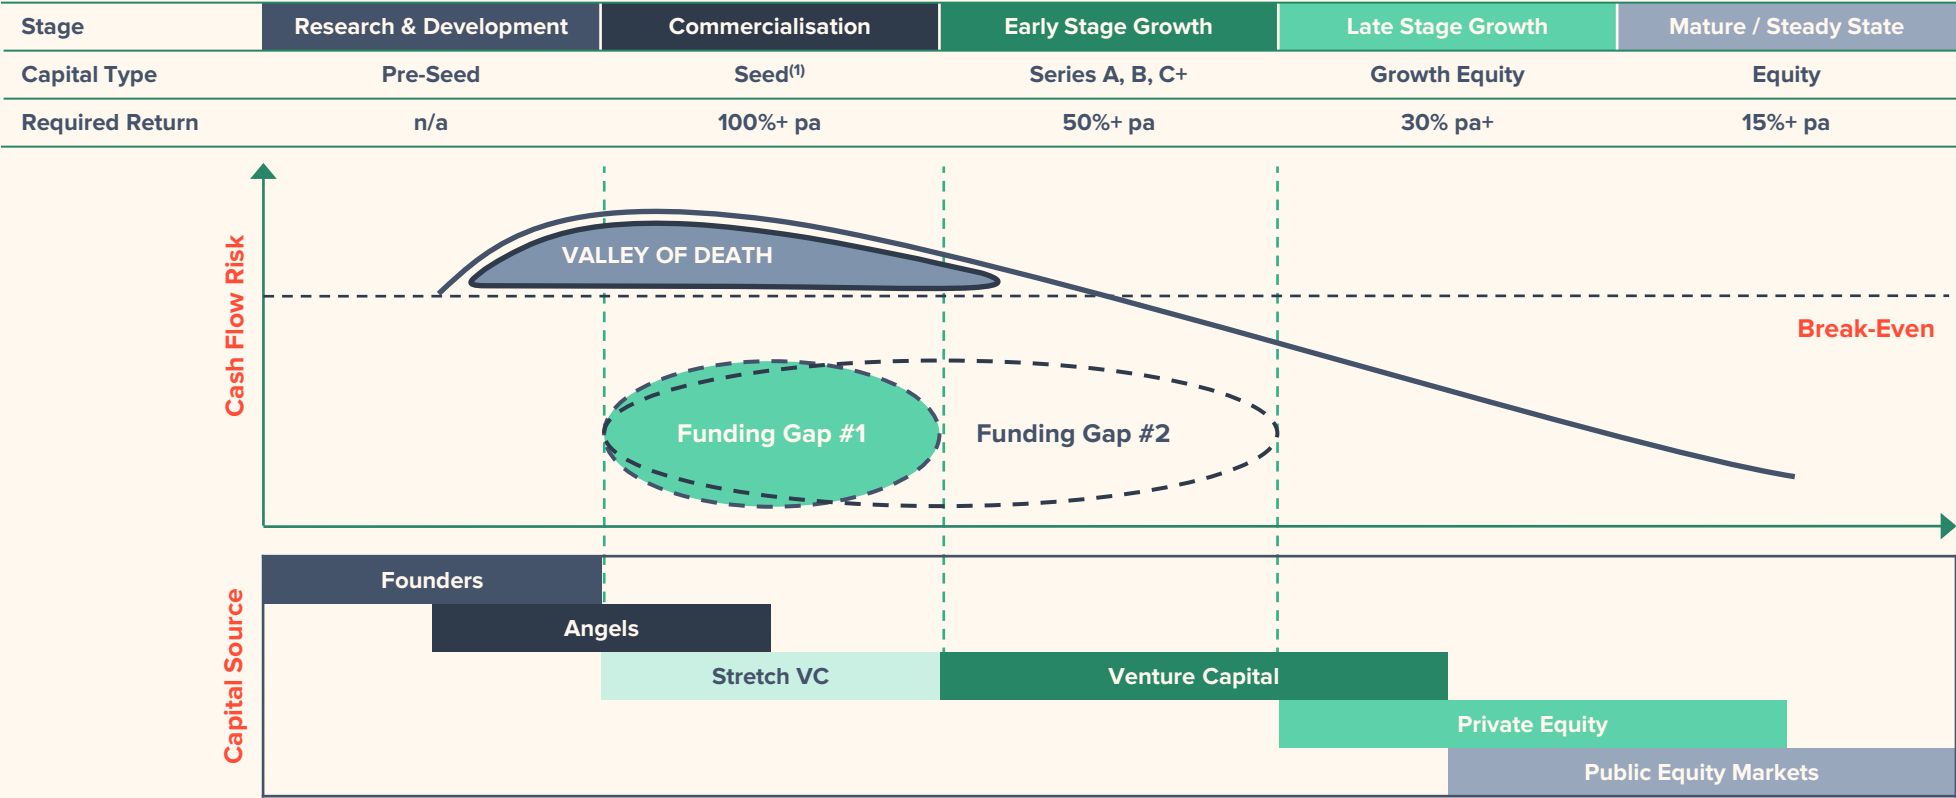 Stage Research & Development Commercialisation Early Stage Growth Late Stage Growth Mature / Steady State
Capital Type Pre-Seed Seed(1) Series A, B, C+ Growth Equity Equity
Required Return n/a 100%+ pa 50%+ pa 30% pa+ 15%+ pa
Cash Flow Risk
VALLEY OF DEATH
Break-Even
Funding Gap #1 Funding Gap #2
Capital Source
Founders
Angels
Stretch VC Venture Capital
Private Equity
Public Equity Markets